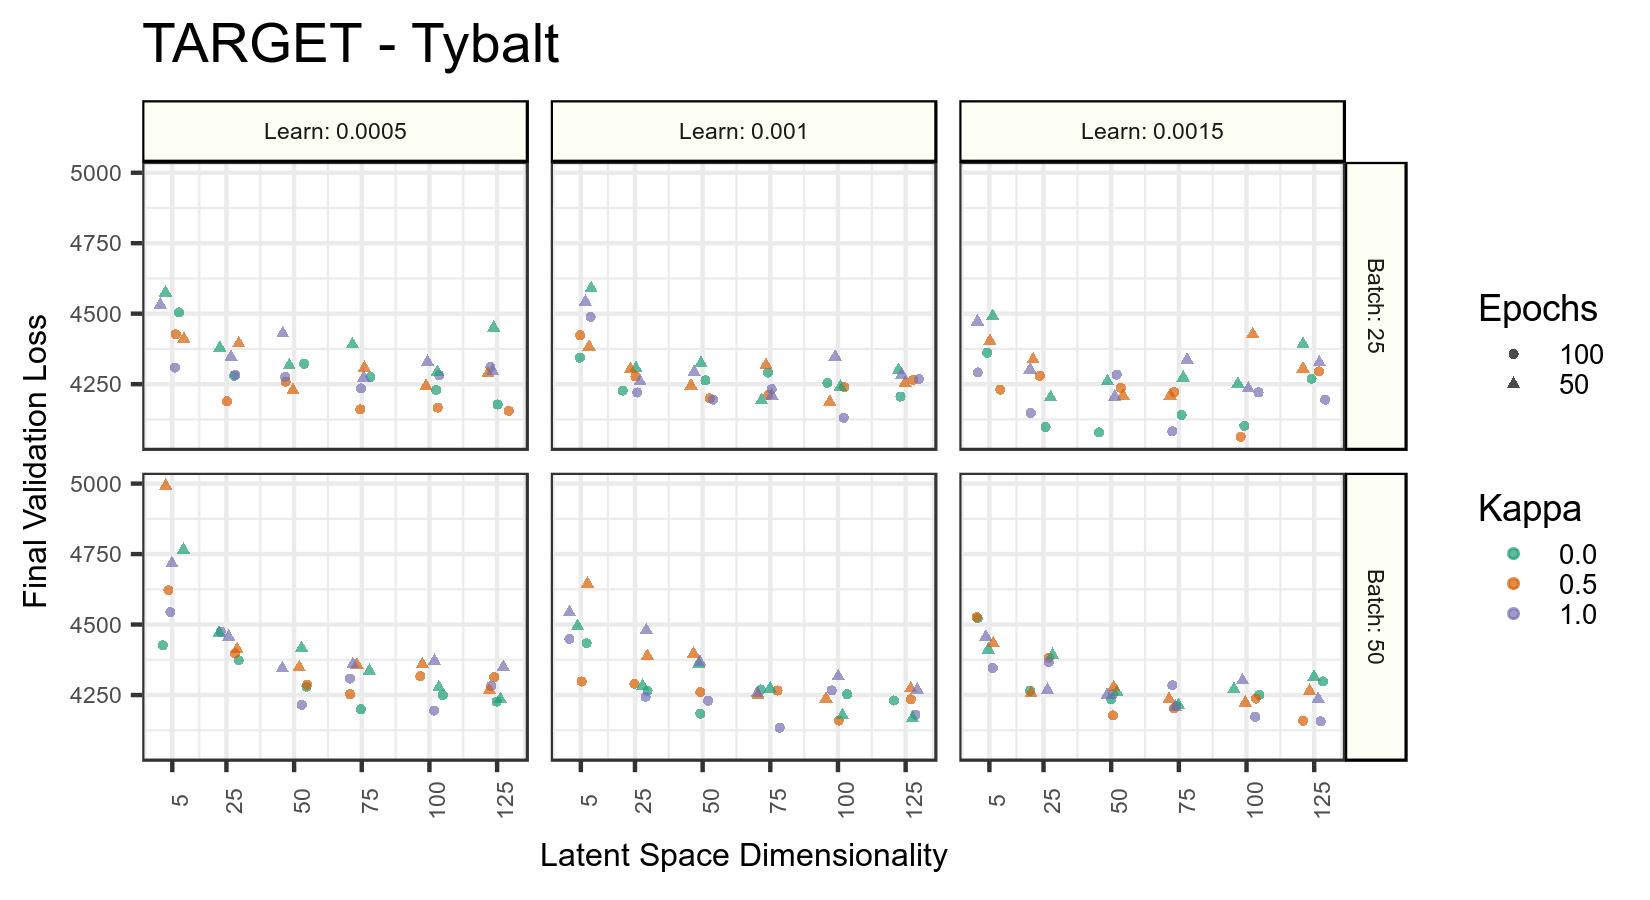 TARGET - Tybalt
Learn: 0.0005
Learn: 0.001
Learn: 0.0015
5000
4750
4500
4250
Batch: 25
5000
4750
4500
4250
Batch: 50
Final Validation Loss
5 25 50 75 100 125
5 25 50 75 100 125
5 25 50 75 100 125
Latent Space Dimensionality
Epochs
100
50
Kappa
0.0
0.5
1.0